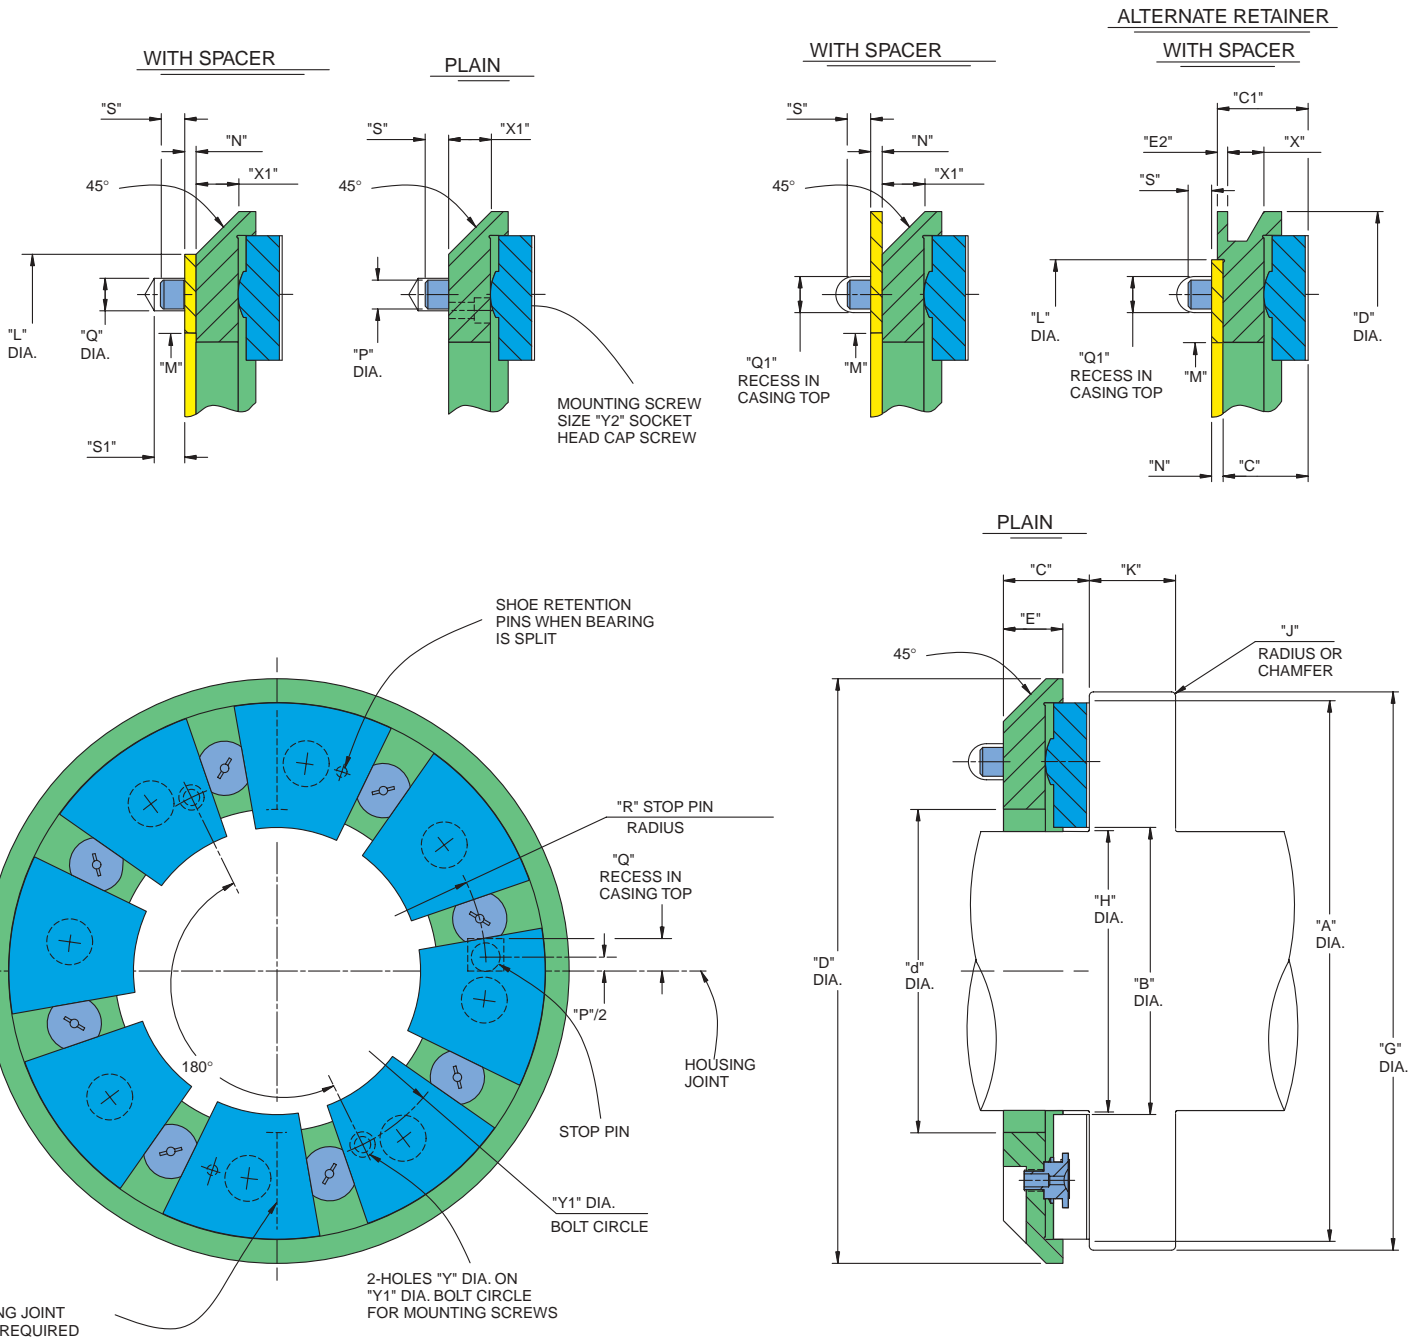 ALTERNATE RETAINER
WITH SPACER
PLAIN
WITH SPACER
WITH SPACER
"S"
"N"
"X1"
45°
"L"
DIA.
"Q"
DIA.
"M"
"S1"
"S"
"X1"
45°
"P"
DIA.
MOUNTING SCREW
SIZE "Y2" SOCKET
HEAD CAP SCREW
"S"
"N"
"X1"
45°
"Q1"
RECESS IN
CASING TOP
"M"
"C1"
"E2"
"X"
"S"
"L"
DIA.
"Q1"
RECESS IN
CASING TOP
"M"
"D"
DIA.
"N"
"C"
PLAIN
"C"
"K"
"E"
"J"
RADIUS OR
CHAMFER
45°
"D"
DIA.
"d"
DIA.
"H"
DIA.
"B"
DIA.
"A"
DIA.
"G"
DIA.
SHOE RETENTION
PINS WHEN BEARING
IS SPLIT
"R" STOP PIN
RADIUS
"Q"
RECESS IN
CASING TOP
"P"/2
HOUSING
JOINT
180°
STOP PIN
"Y1" DIA.
BOLT CIRCLE
2-HOLES "Y" DIA. ON
"Y1" DIA. BOLT CIRCLE
FOR MOUNTING SCREWS
NG JOINT
REQUIRED